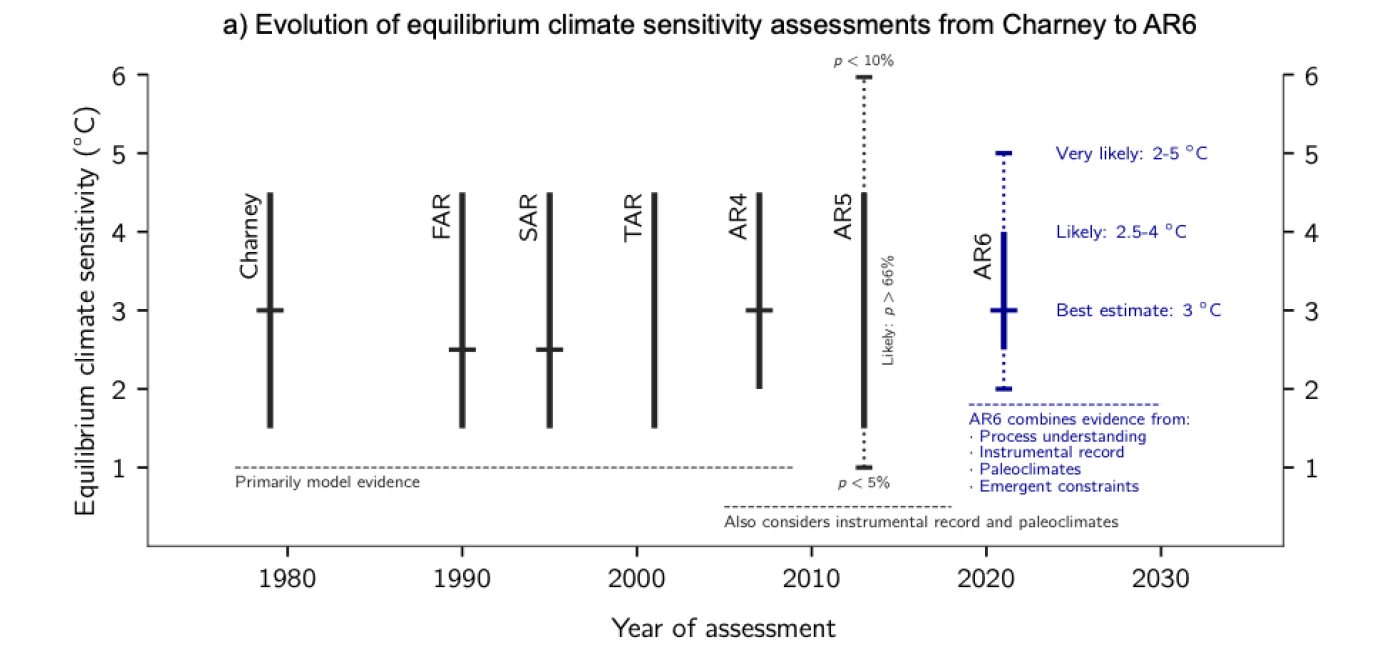 a) Evolution of equilibrium climate sensitivity assessments from Charney to AR6
Equilibrium climate sensitivity (°C)
6
5
4
3
2
1
Charney
FAR
SAR
TAR
AR4
AR5
p < 10%
Likely: p > 66%
p < 5%
AR6
Very likely: 2-5 °C
Likely: 2.5-4 °C
Best estimate: 3 °C
AR6 combines evidence from:
· Process understanding
· Instrumental record
· Paleoclimates
· Emergent constraints
Primarily model evidence
Also considers instrumental record and paleoclimates
6
5
4
3
2
1
1980
1990
2000
2010
2020
2030
Year of assessment